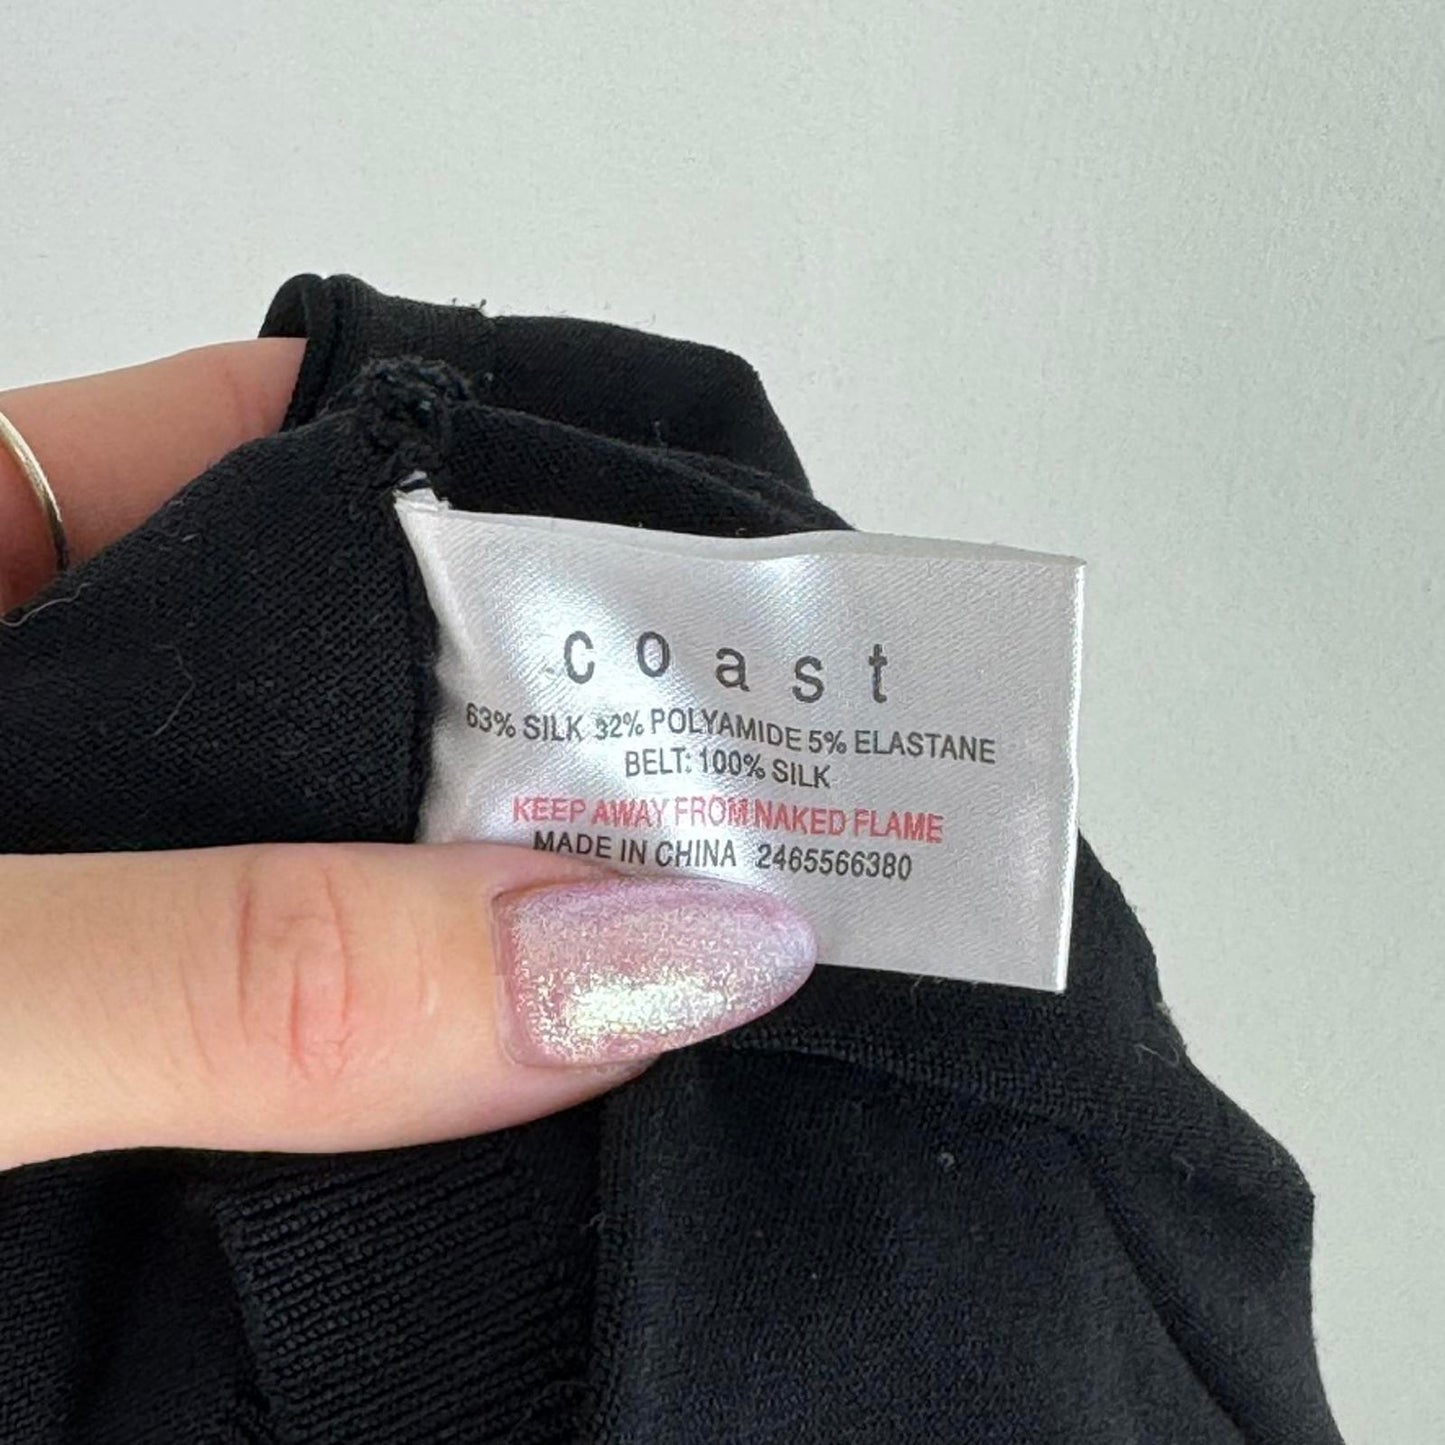 coast
63% SILK 32% POLYAMIDE 5% ELASTANE
BELT: 100% SILK
KEEP AWAY FROM NAKED FLAME
MADE IN CHINA 2465566380